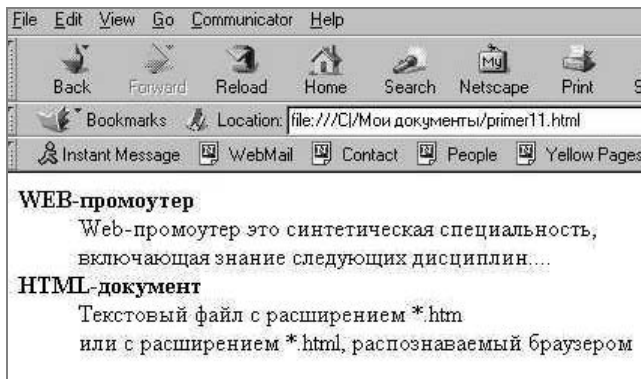 File Edit View Go Communicator Help
Back Forward Reload Home Search My Netscape Print S
Bookmarks Location: file:///C|/Мои документы/primer11.html
Instant Message WebMail Contact People Yellow Pages
WEB-промоутер
Web-промоутер это синтетическая специальность,
включающая знание следующих дисциплин....
HTML-документ
Текстовый файл с расширением *.htm
или с расширением *.html, распознаваемый браузером